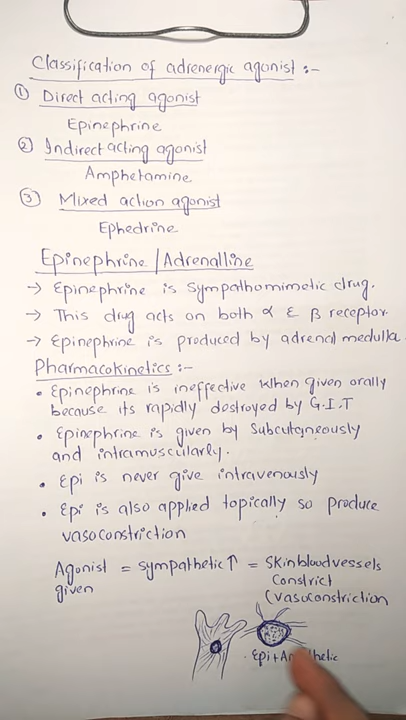 Classification of adrenergic agonist :-
① Direct acting agonist
Epinephrine
② Indirect acting agonist
Amphetamine
③ Mixed action agonist
Ephedrine
Epinephrine / Adrenalline
→ Epinephrine is Sympathomimetic drug.
→ This drug acts on both α & β receptor.
→ Epinephrine is produced by adrenal medulla.
Pharmacokinetics :-
• Epinephrine is ineffective when given orally
because its rapidly destroyed by G.I.T
• Epinephrine is given by Subcutaneously
and intramuscularly.
• Epi is never give intravenously
• Epi is also applied topically so produce
vasoconstriction
Agonist given = sympathetic ↑ = Skin blood vessels
Constrict
(vasoconstriction
Epi +